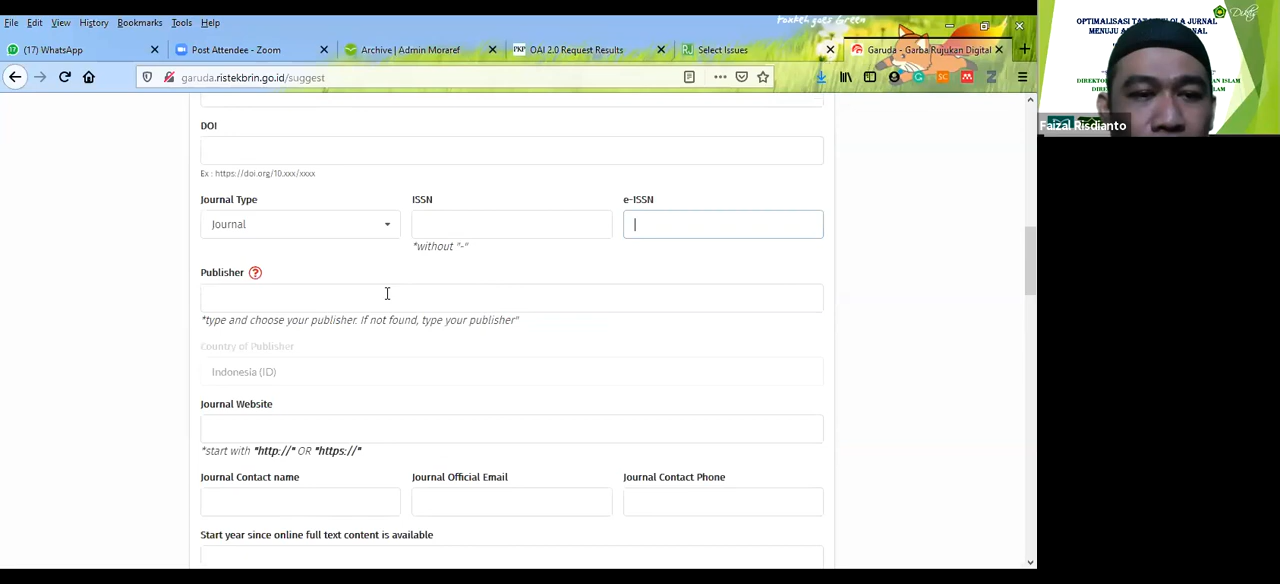 File Edit View History Bookmarks Tools Help
(17) WhatsApp
Post Attendee - Zoom
Archive | Admin Moraref
OAI 2.0 Request Results
Select Issues
Garuda - Garba Rujukan Digital
garuda.ristekbrin.go.id/suggest
DOI
Ex : https://doi.org/10.xxx/xxxx
Journal Type ISSN e-ISSN
Journal
*without "-"
Publisher ?
*type and choose your publisher. If not found, type your publisher"
Country of Publisher
Indonesia (ID)
Journal Website
*start with "http://" OR "https://"
Journal Contact name Journal Official Email Journal Contact Phone
Start year since online full text content is available
Faizal Risdianto